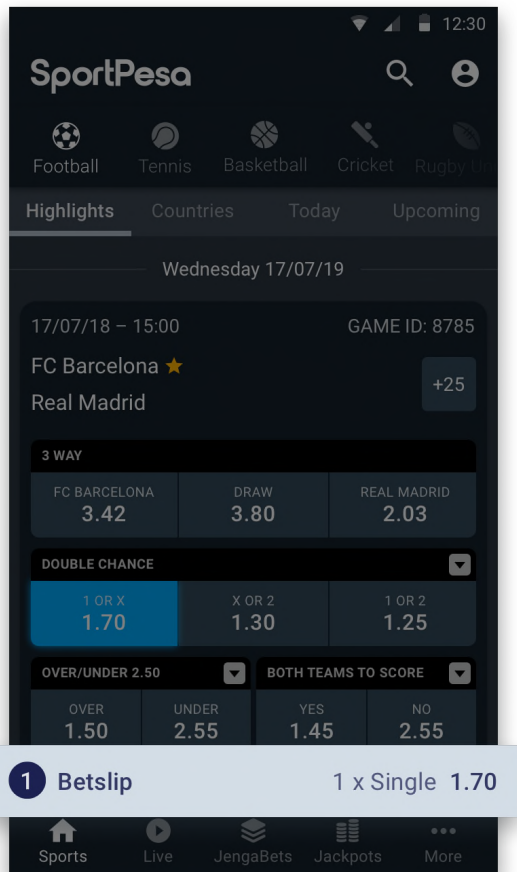 12:30
SportPesa
Football Tennis Basketball Cricket Rugby Un
Highlights Countries Today Upcoming
Wednesday 17/07/19
17/07/18 – 15:00 GAME ID: 8785
FC Barcelona
+25
Real Madrid
3 WAY
FC BARCELONA DRAW REAL MADRID
3.42 3.80 2.03
DOUBLE CHANCE
1 OR X X OR 2 1 OR 2
1.70 1.30 1.25
OVER/UNDER 2.50 BOTH TEAMS TO SCORE
OVER UNDER YES NO
1.50 2.55 1.45 2.55
1 Betslip 1 x Single 1.70
Sports Live JengaBets Jackpots More